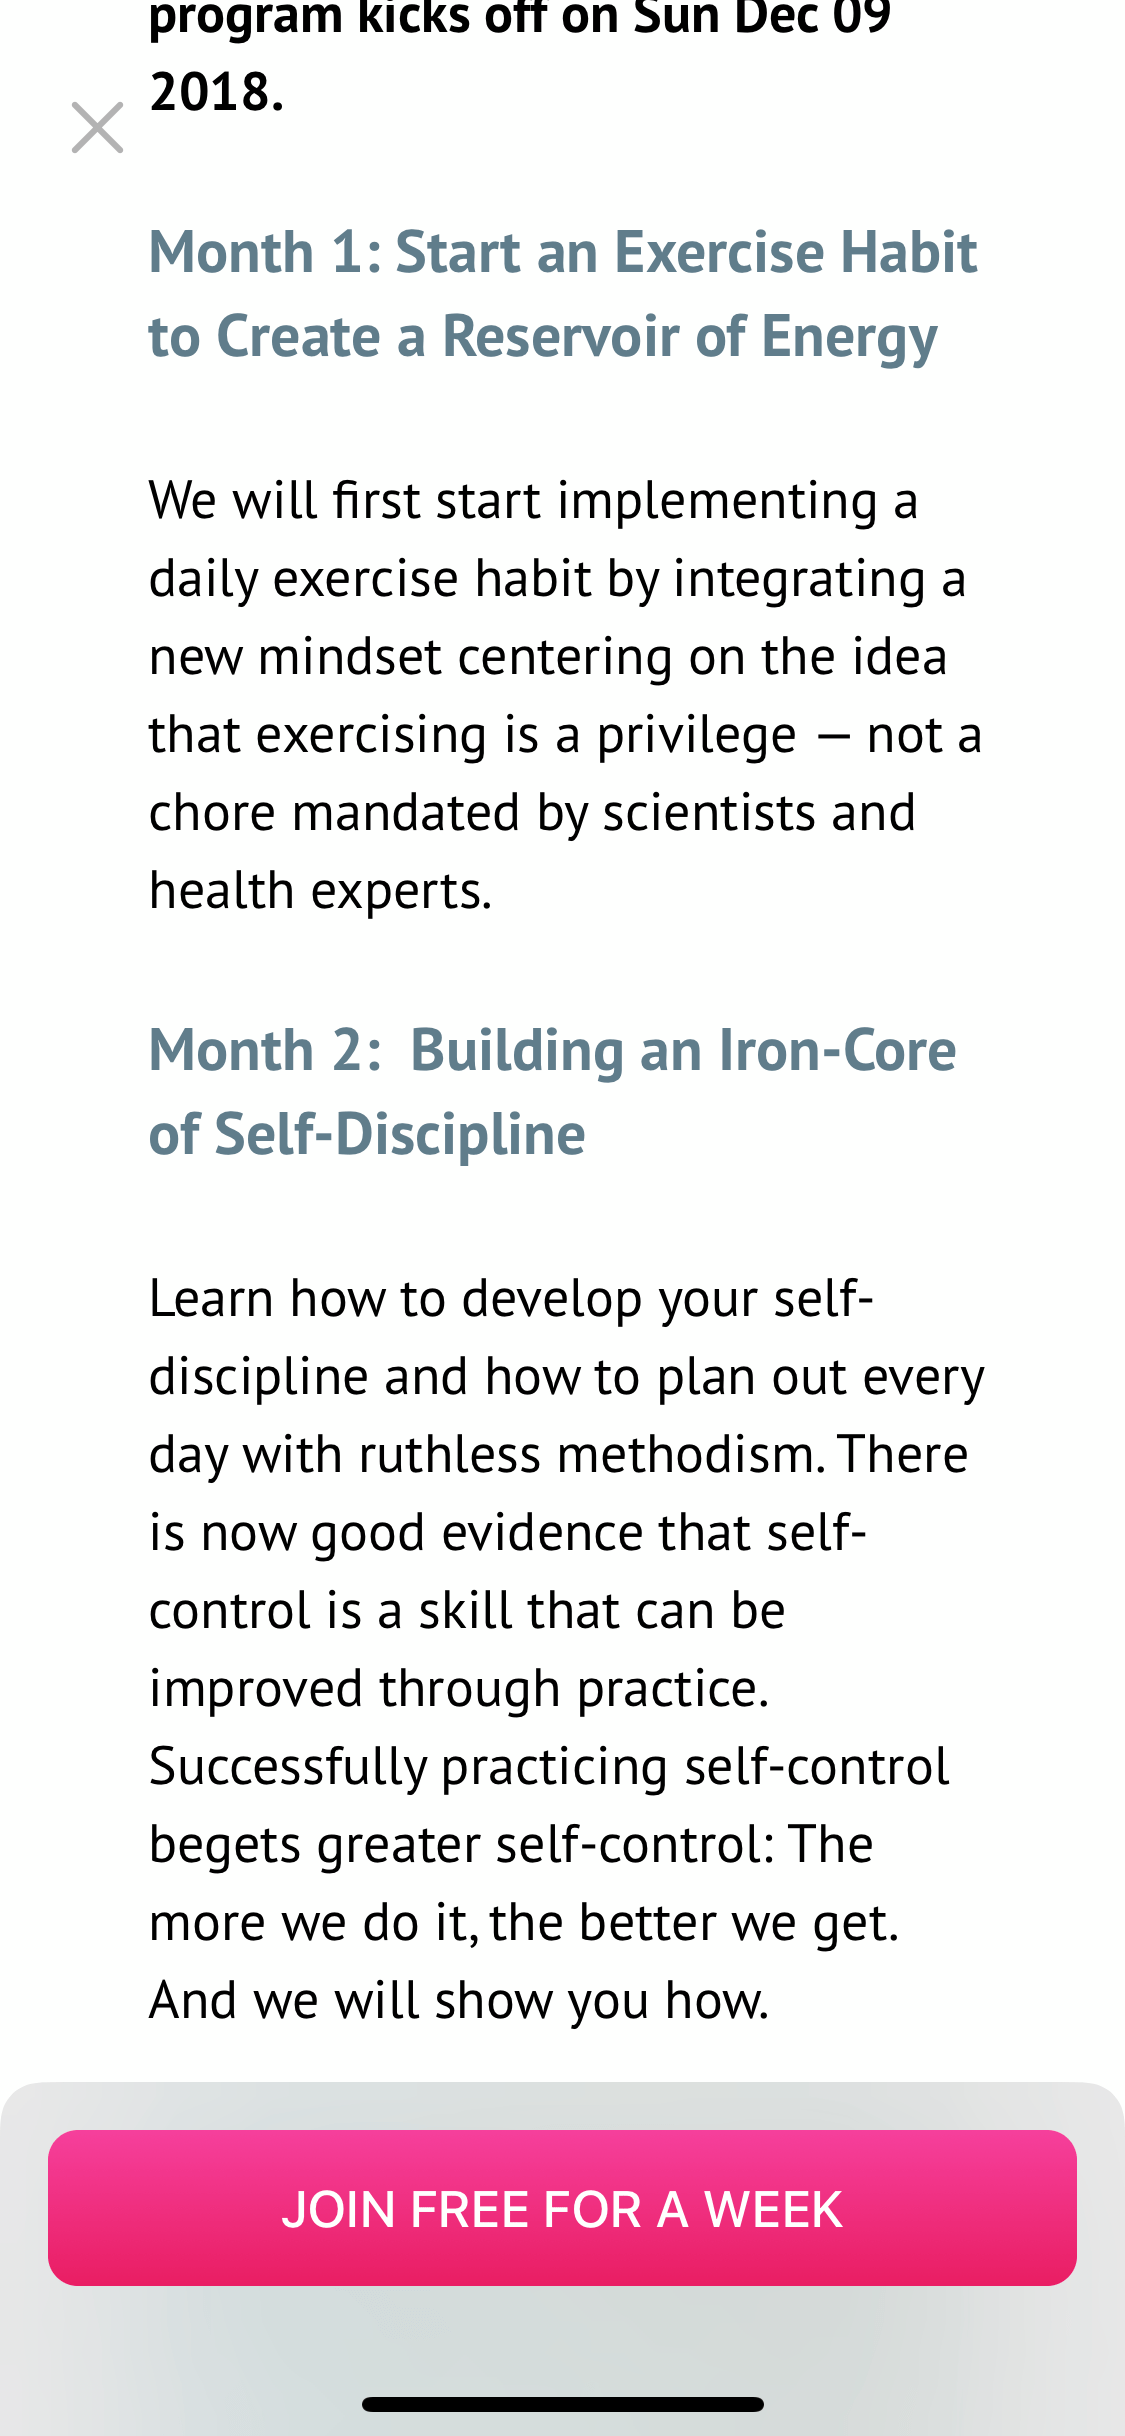 program kicks off on Sun Dec 09
2018.
Month 1: Start an Exercise Habit
to Create a Reservoir of Energy
We will first start implementing a
daily exercise habit by integrating a
new mindset centering on the idea
that exercising is a privilege — not a
chore mandated by scientists and
health experts.
Month 2:  Building an Iron-Core
of Self-Discipline
Learn how to develop your self-
discipline and how to plan out every
day with ruthless methodism. There
is now good evidence that self-
control is a skill that can be
improved through practice.
Successfully practicing self-control
begets greater self-control: The
more we do it, the better we get.
And we will show you how.
JOIN FREE FOR A WEEK